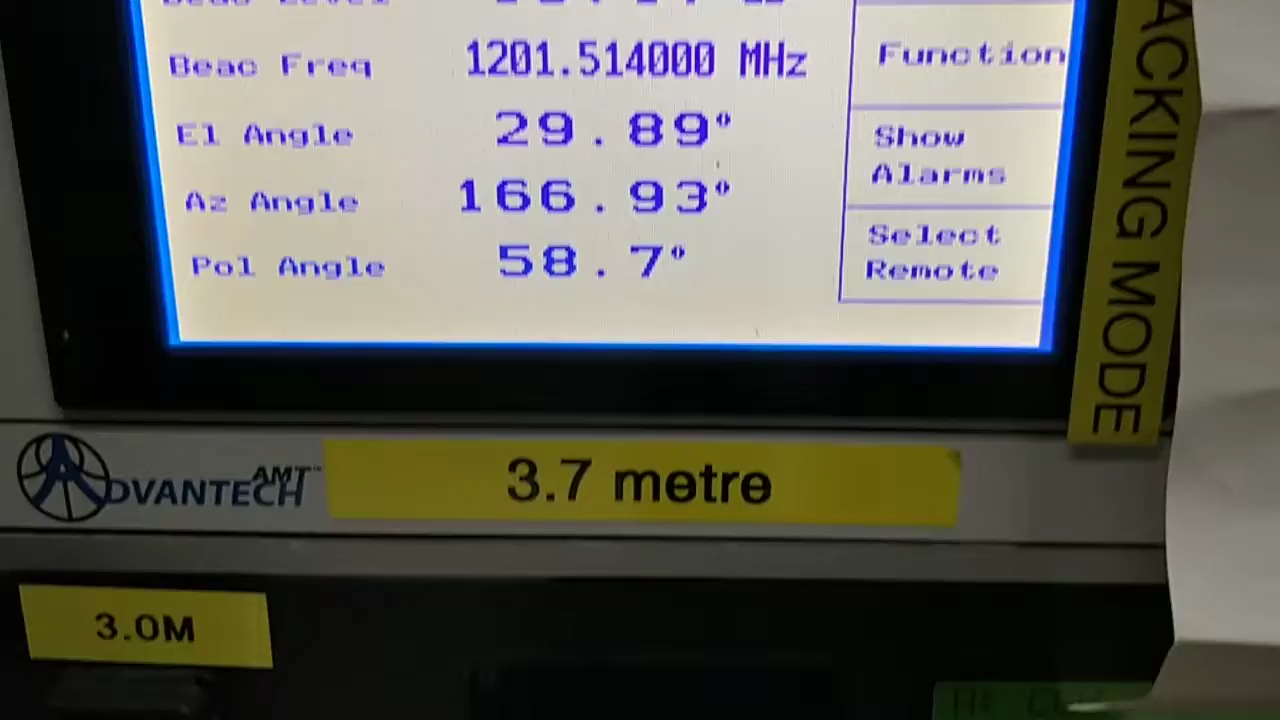 Beac Freq 1201.514000 MHz
El Angle 29.89°
Az Angle 166.93°
Pol Angle 58.7°
Function
Show
Alarms
Select
Remote
ACKING MODE
ADVANTECH AMT™
3.7 metre
3.0M